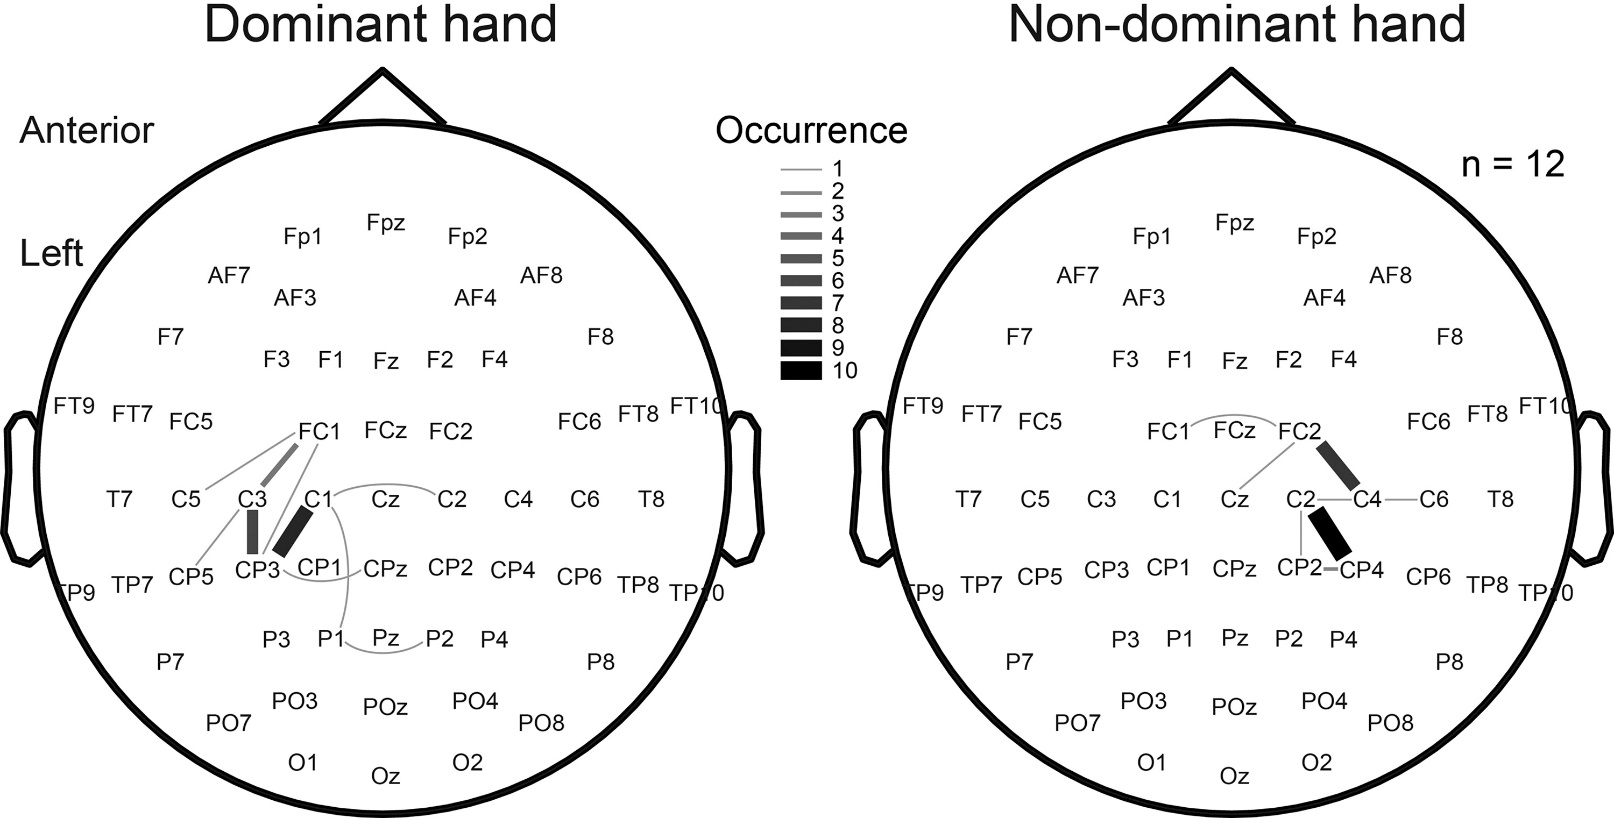 Dominant hand
Non-dominant hand
Anterior
Left
Occurrence
1
2
3
4
5
6
7
8
9
10
n = 12
Fpz
Fp1 Fp2
AF7 AF8
AF3 AF4
F7 F8
F3 F1 Fz F2 F4
FT9 FT7 FC5 FC1 FCz FC2 FC6 FT8 FT10
T7 C5 C3 C1 Cz C2 C4 C6 T8
TP9 TP7 CP5 CP3 CP1 CPz CP2 CP4 CP6 TP8 TP10
P3 P1 Pz P2 P4
P7 P8
PO3 POz PO4
PO7 PO8
O1 Oz O2
Fpz
Fp1 Fp2
AF7 AF8
AF3 AF4
F7 F8
F3 F1 Fz F2 F4
FT9 FT7 FC5 FC1 FCz FC2 FC6 FT8 FT10
T7 C5 C3 C1 Cz C2 C4 C6 T8
TP9 TP7 CP5 CP3 CP1 CPz CP2 CP4 CP6 TP8 TP10
P3 P1 Pz P2 P4
P7 P8
PO3 POz PO4
PO7 PO8
O1 Oz O2